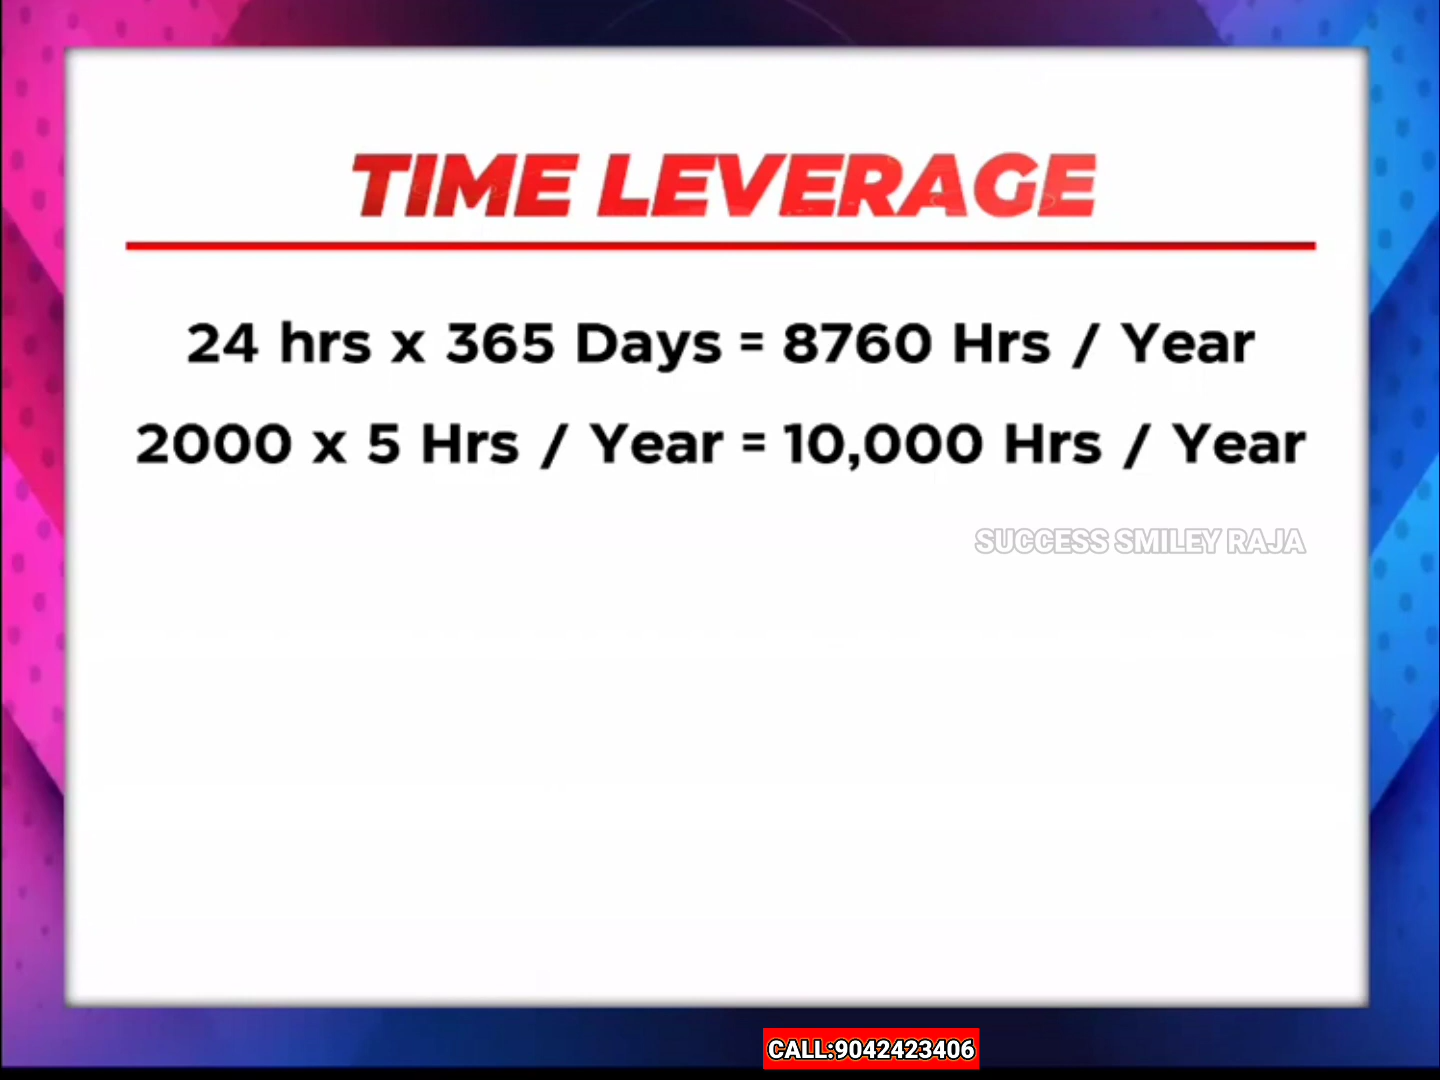 TIME LEVERAGE
24 hrs x 365 Days = 8760 Hrs / Year
2000 x 5 Hrs / Year = 10,000 Hrs / Year
SUCCESS SMILEY RAJA
CALL:9042423406